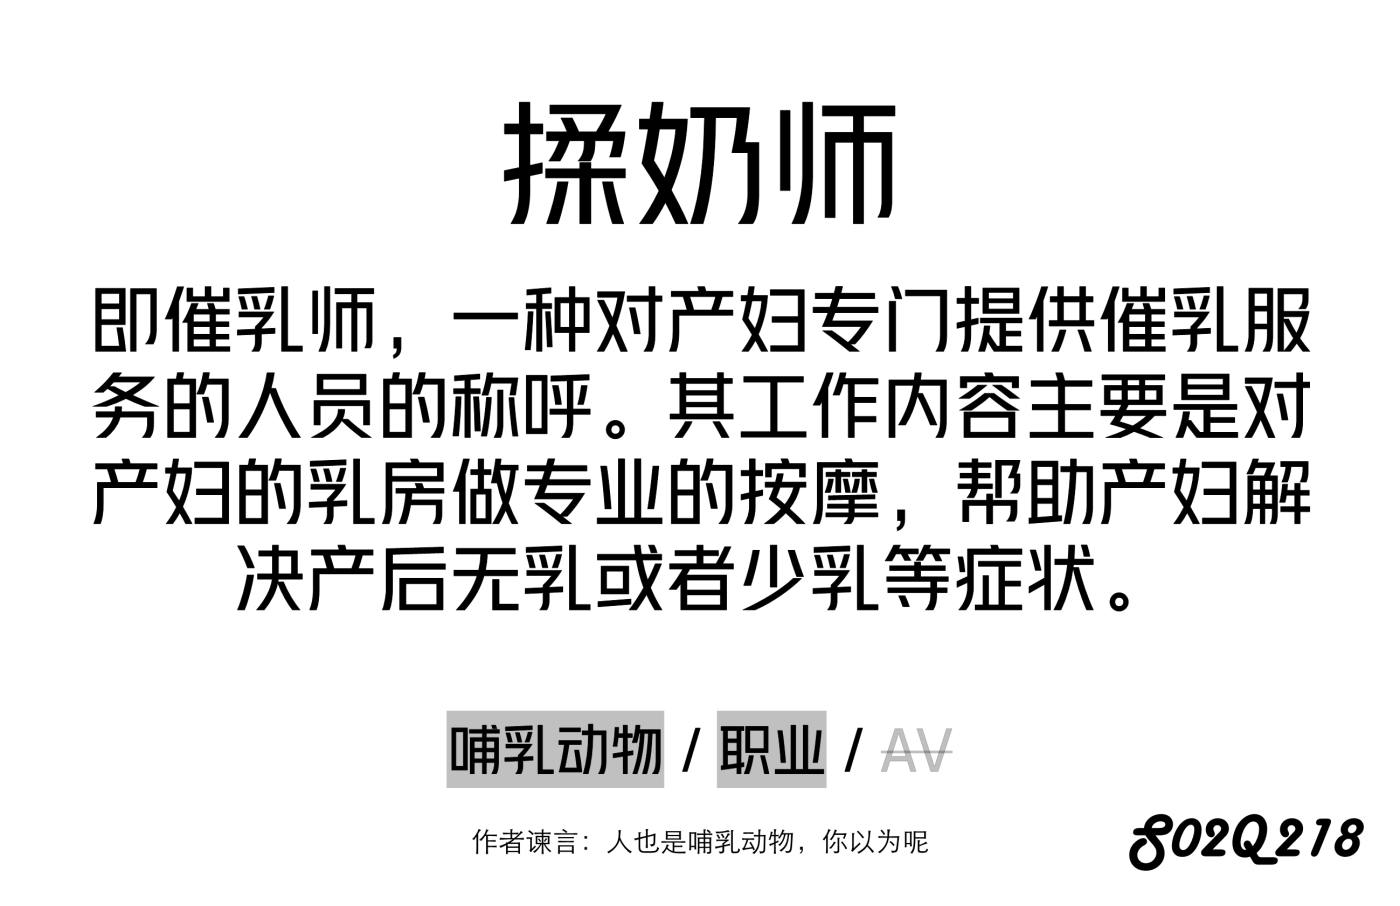 揉奶师
即催乳师，一种对产妇专门提供催乳服
务的人员的称呼。其工作内容主要是对
产妇的乳房做专业的按摩，帮助产妇解
决产后无乳或者少乳等症状。
哺乳动物 / 职业 / AV
作者谏言：人也是哺乳动物，你以为呢
S02Q218